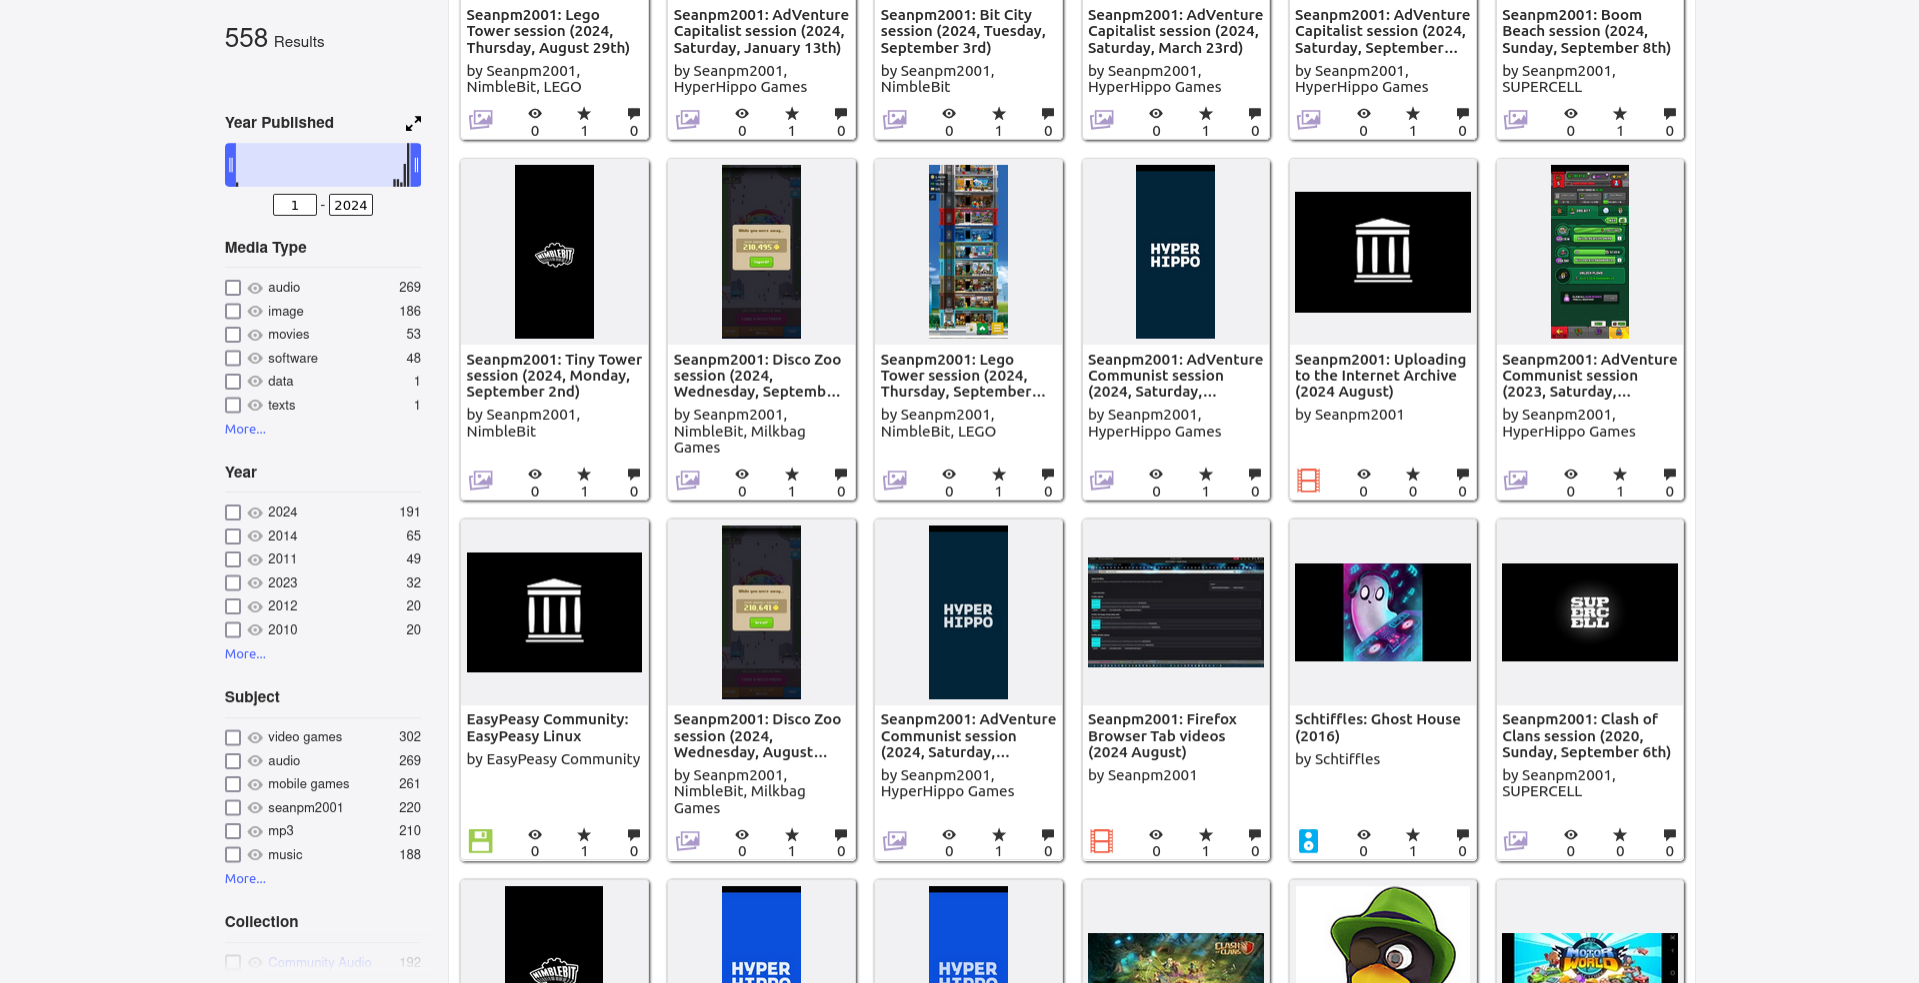 558 Results
Year Published
1 - 2024
Media Type
audio 269
image 186
movies 53
software 48
data 1
texts 1
More...
Year
2024 191
2014 65
2011 49
2023 32
2012 20
2010 20
More...
Subject
video games 302
audio 269
mobile games 261
seanpm2001 220
mp3 210
music 188
More...
Collection
Community Audio 192
Seanpm2001: Lego
Tower session (2024,
Thursday, August 29th)
by Seanpm2001,
NimbleBit, LEGO
0 1 0
Seanpm2001: AdVenture
Capitalist session (2024,
Saturday, January 13th)
by Seanpm2001,
HyperHippo Games
0 1 0
Seanpm2001: Bit City
session (2024, Tuesday,
September 3rd)
by Seanpm2001,
NimbleBit
0 1 0
Seanpm2001: AdVenture
Capitalist session (2024,
Saturday, March 23rd)
by Seanpm2001,
HyperHippo Games
0 1 0
Seanpm2001: AdVenture
Capitalist session (2024,
Saturday, September...
by Seanpm2001,
HyperHippo Games
0 1 0
Seanpm2001: Boom
Beach session (2024,
Sunday, September 8th)
by Seanpm2001,
SUPERCELL
0 1 0
NIMBLEBIT
Seanpm2001: Tiny Tower
session (2024, Monday,
September 2nd)
by Seanpm2001,
NimbleBit
0 1 0
While you were away...
210,495
Seanpm2001: Disco Zoo
session (2024,
Wednesday, Septemb...
by Seanpm2001,
NimbleBit, Milkbag
Games
0 1 0
Seanpm2001: Lego
Tower session (2024,
Thursday, September...
by Seanpm2001,
NimbleBit, LEGO
0 1 0
HYPER
HIPPO
Seanpm2001: AdVenture
Communist session
(2024, Saturday,...
by Seanpm2001,
HyperHippo Games
0 1 0
Seanpm2001: Uploading
to the Internet Archive
(2024 August)
by Seanpm2001
0 0 0
Seanpm2001: AdVenture
Communist session
(2023, Saturday,...
by Seanpm2001,
HyperHippo Games
0 1 0
EasyPeasy Community:
EasyPeasy Linux
by EasyPeasy Community
0 1 0
While you were away...
210,641
Seanpm2001: Disco Zoo
session (2024,
Wednesday, August...
by Seanpm2001,
NimbleBit, Milkbag
Games
0 1 0
HYPER
HIPPO
Seanpm2001: AdVenture
Communist session
(2024, Saturday,...
by Seanpm2001,
HyperHippo Games
0 1 0
Seanpm2001: Firefox
Browser Tab videos
(2024 August)
by Seanpm2001
0 1 0
Schtiffles: Ghost House
(2016)
by Schtiffles
0 1 0
SUP
ERC
ELL
Seanpm2001: Clash of
Clans session (2020,
Sunday, September 6th)
by Seanpm2001,
SUPERCELL
0 0 0
NIMBLEBIT
HYPER
HYPER
CLASH
OF CLANS
MOTOR
WORLD